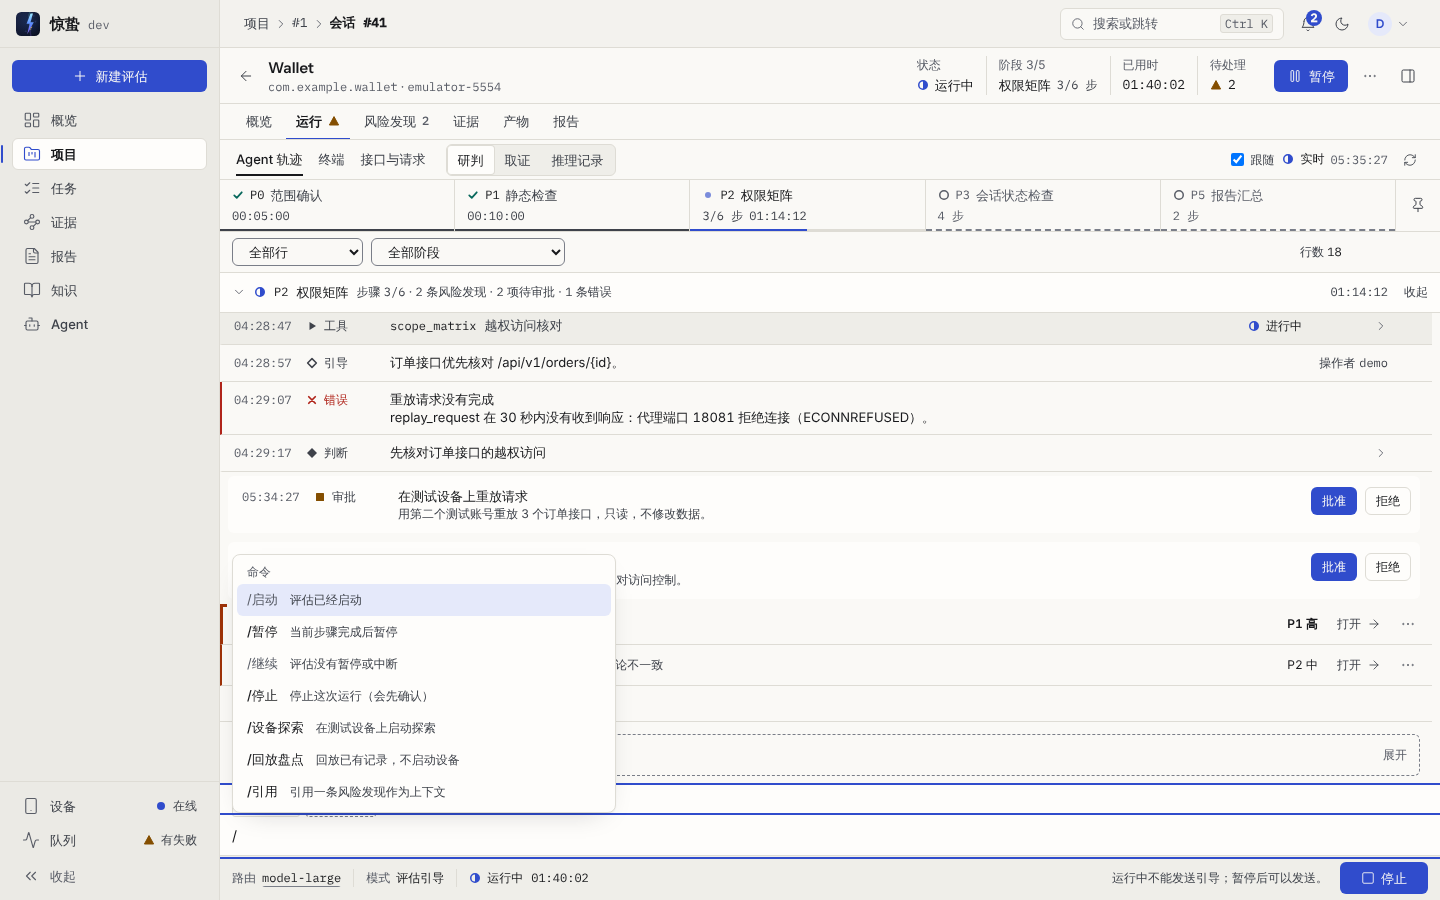 惊蛰 dev
项目 > #1 > 会话 #41
搜索或跳转 Ctrl K
2
D
新建评估
概览
项目
任务
证据
报告
知识
Agent
设备 在线
队列 有失败
收起
Wallet
com.example.wallet · emulator-5554
状态
运行中
阶段 3/5
权限矩阵 3/6 步
已用时
01:40:02
待处理
2
暂停
概览 运行 风险发现 2 证据 产物 报告
Agent 轨迹 终端 接口与请求 研判 取证 推理记录
跟随 实时 05:35:27
P0 范围确认
00:05:00
P1 静态检查
00:10:00
P2 权限矩阵
3/6 步 01:14:12
P3 会话状态检查
4 步
P5 报告汇总
2 步
全部行 全部阶段 行数 18
P2 权限矩阵 步骤 3/6 · 2 条风险发现 · 2 项待审批 · 1 条错误 01:14:12 收起
04:28:47 工具 scope_matrix 越权访问核对 进行中
04:28:57 引导 订单接口优先核对 /api/v1/orders/{id}。 操作者 demo
04:29:07 错误 重放请求没有完成
replay_request 在 30 秒内没有收到响应：代理端口 18081 拒绝连接（ECONNREFUSED）。
04:29:17 判断 先核对订单接口的越权访问
05:34:27 审批 在测试设备上重放请求 批准 拒绝
用第二个测试账号重放 3 个订单接口，只读，不修改数据。
对访问控制。 批准 拒绝
P1 高 打开
论不一致 P2 中 打开
展开
命令
/启动 评估已经启动
/暂停 当前步骤完成后暂停
/继续 评估没有暂停或中断
/停止 停止这次运行（会先确认）
/设备探索 在测试设备上启动探索
/回放盘点 回放已有记录，不启动设备
/引用 引用一条风险发现作为上下文
/
路由 model-large 模式 评估引导 运行中 01:40:02 运行中不能发送引导；暂停后可以发送。 停止